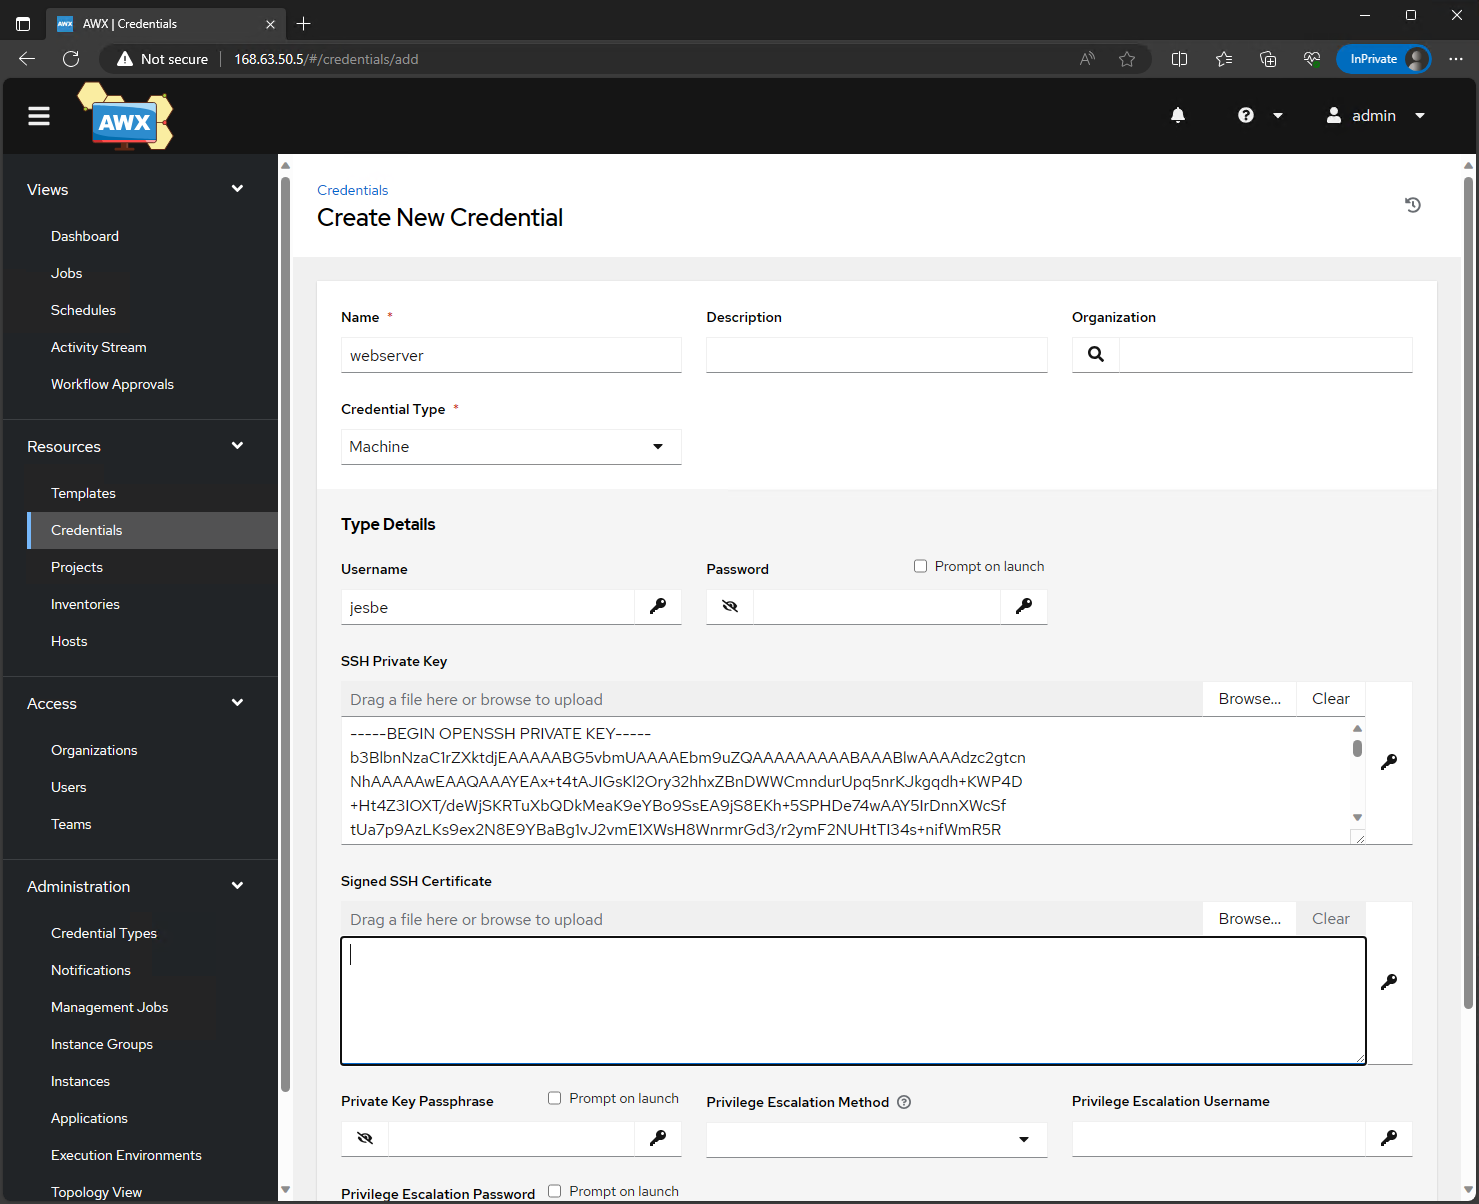 AWX | Credentials
Not secure
168.63.50.5/#/credentials/add
InPrivate
AWX
admin
Views
Dashboard
Jobs
Schedules
Activity Stream
Workflow Approvals
Resources
Templates
Credentials
Projects
Inventories
Hosts
Access
Organizations
Users
Teams
Administration
Credential Types
Notifications
Management Jobs
Instance Groups
Instances
Applications
Execution Environments
Topology View
Credentials
Create New Credential
Name *
Description
Organization
webserver
Credential Type *
Machine
Type Details
Username
Password
Prompt on launch
jesbe
SSH Private Key
Drag a file here or browse to upload
Browse...
Clear
-----BEGIN OPENSSH PRIVATE KEY-----
b3BlbnNzaC1rZXktdjEAAAAABG5vbmUAAAAEbm9uZQAAAAAAAAABAAABlwAAAAdzc2gtcn
NhAAAAAwEAAQAAAYEAx+t4tAJIGsKl2Ory32hhxZBnDWWCmndurUpq5nrKJkgqdh+KWP4D
+Ht4Z3IOXT/deWjSKRTuXbQDkMeaK9eYBo9SsEA9jS8EKh+5SPHDe74wAAY5IrDnnXWcSf
tUa7p9AzLKs9ex2N8E9YBaBg1vJ2vmE1XWsH8WnrmrGd3/r2ymF2NUHtTI34s+nifWmR5R
Signed SSH Certificate
Drag a file here or browse to upload
Browse...
Clear
Private Key Passphrase
Prompt on launch
Privilege Escalation Method
Privilege Escalation Username
Privilege Escalation Password
Prompt on launch